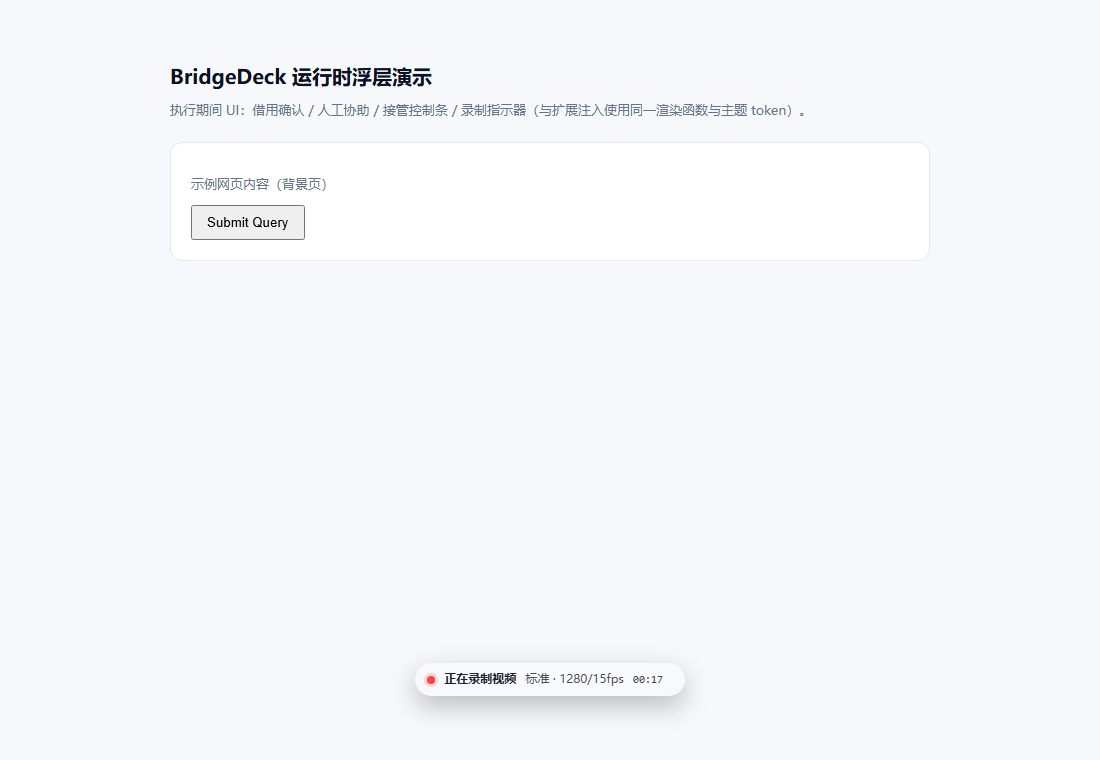 BridgeDeck 运行时浮层演示
执行期间 UI：借用确认 / 人工协助 / 接管控制条 / 录制指示器（与扩展注入使用同一渲染函数与主题 token）。
示例网页内容（背景页）
Submit Query
正在录制视频 标准 · 1280/15fps 00:17